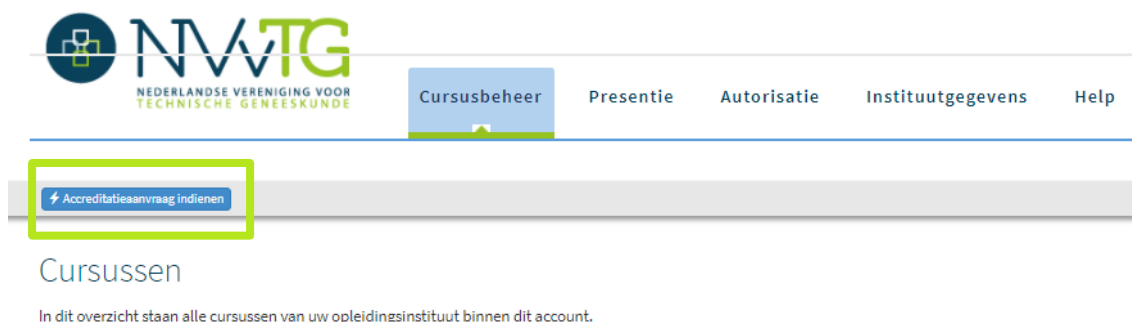 NVvTG
NEDERLANDSE VERENIGING VOOR
TECHNISCHE GENEESKUNDE
Cursusbeheer Presentie Autorisatie Instituutgegevens Help
Accreditatieaanvraag indienen
Cursussen
In dit overzicht staan alle cursussen van uw opleidingsinstituut binnen dit account.